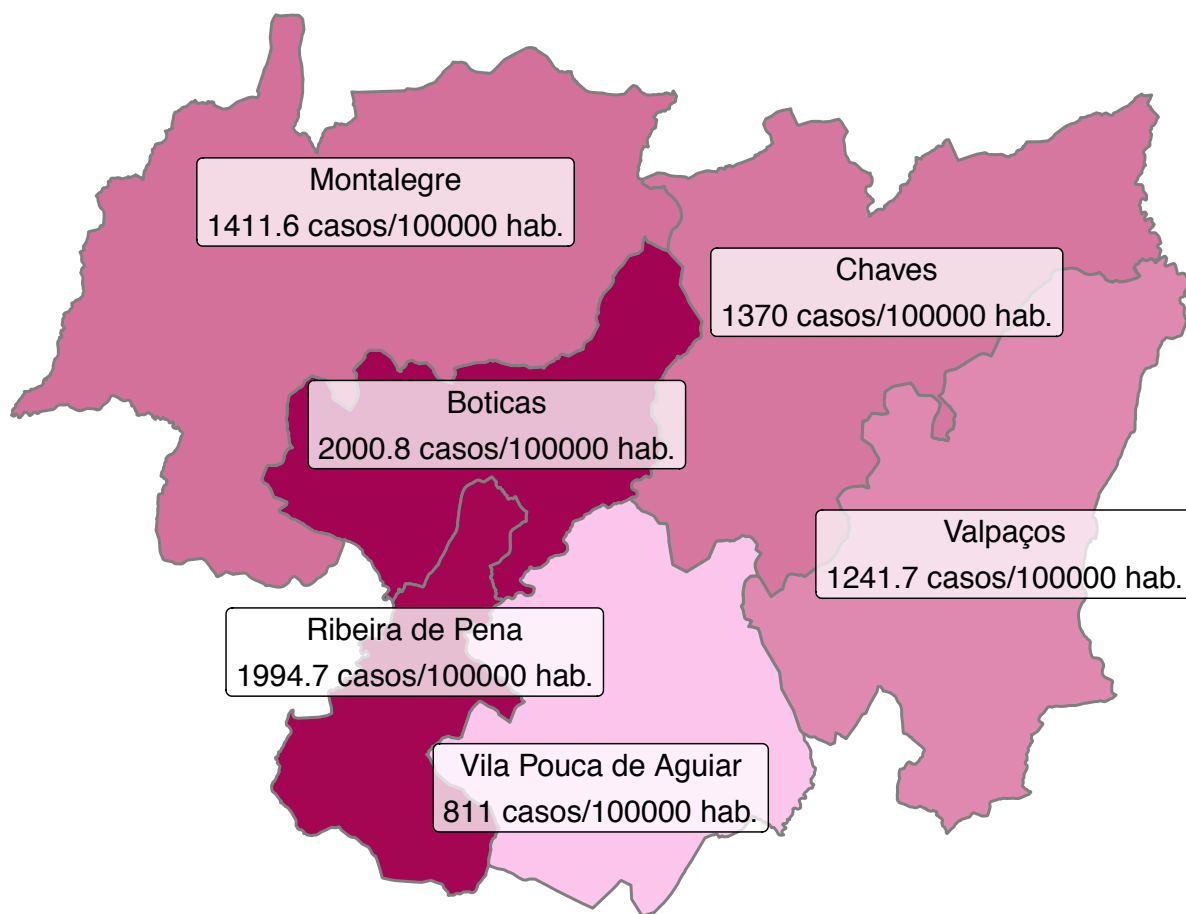 Montalegre
1411.6 casos/100000 hab.
Chaves
1370 casos/100000 hab.
Boticas
2000.8 casos/100000 hab.
Valpaços
1241.7 casos/100000 hab.
Ribeira de Pena
1994.7 casos/100000 hab.
Vila Pouca de Aguiar
811 casos/100000 hab.